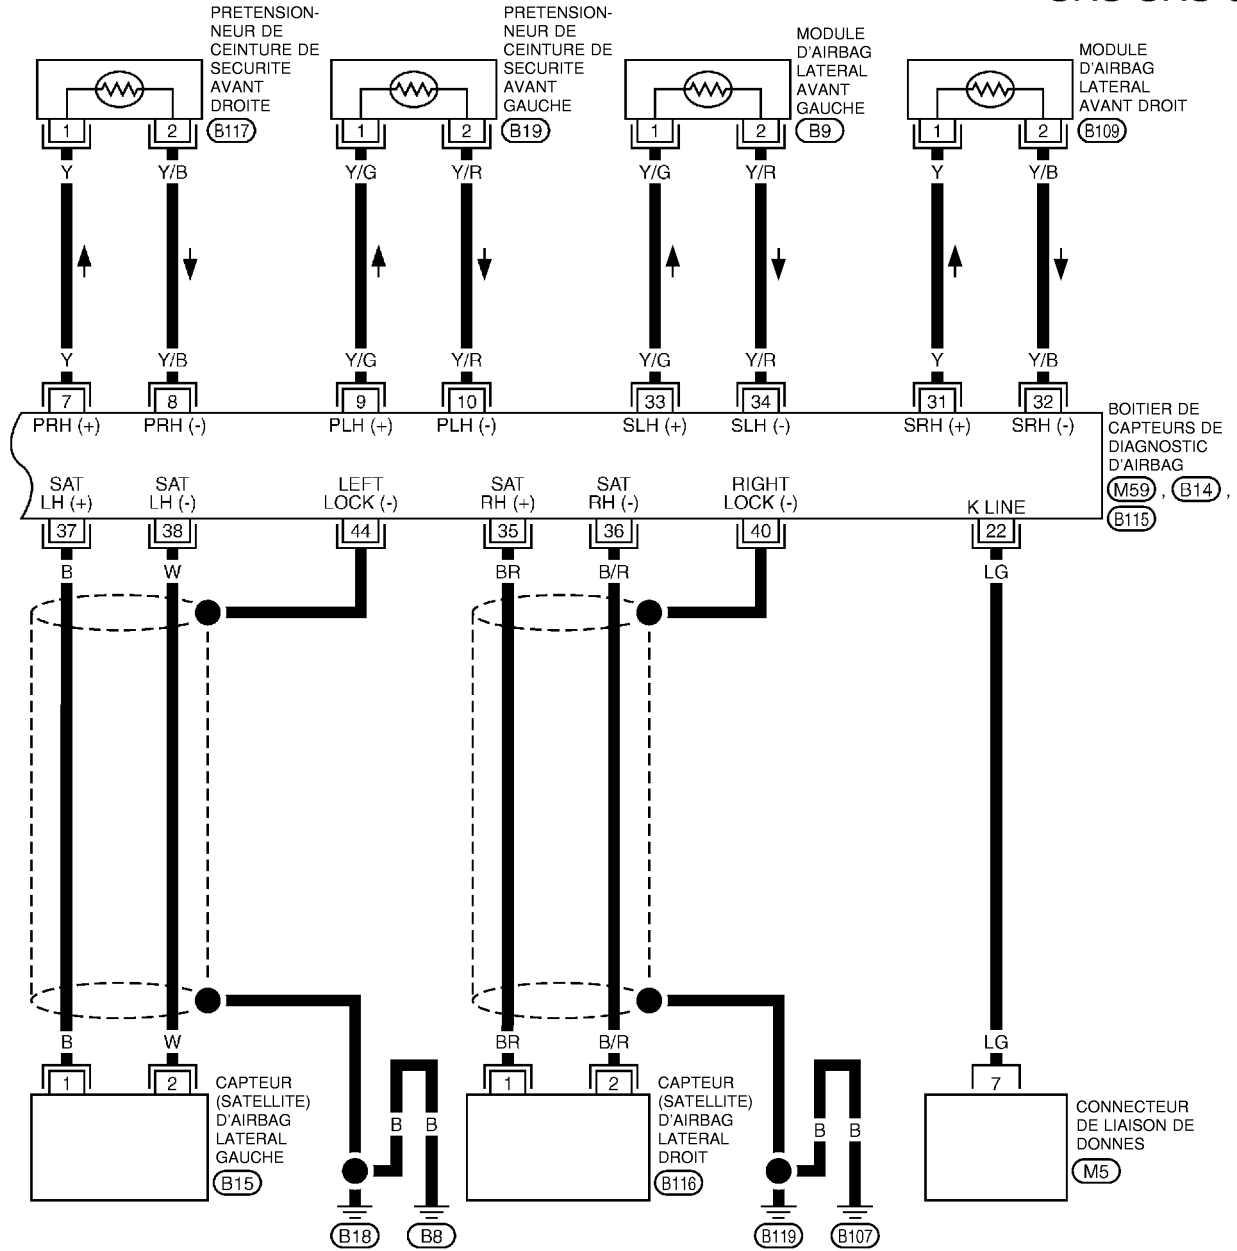 PRETENSION-
NEUR DE
CEINTURE DE
SECURITE
AVANT
DROITE
B117
PRETENSION-
NEUR DE
CEINTURE DE
SECURITE
AVANT
GAUCHE
B19
MODULE
D'AIRBAG
LATERAL
AVANT
GAUCHE
B9
MODULE
D'AIRBAG
LATERAL
AVANT DROIT
B109
1 2 1 2 1 2 1 2
Y Y/B Y/G Y/R Y/G Y/R Y Y/B
Y Y/B Y/G Y/R Y/G Y/R Y Y/B
7 8 9 10 33 34 31 32
PRH (+) PRH (-) PLH (+) PLH (-) SLH (+) SLH (-) SRH (+) SRH (-)
BOITIER DE
CAPTEURS DE
DIAGNOSTIC
D'AIRBAG
M59 , B14 ,
B115
SAT
LH (+)
SAT
LH (-)
LEFT
LOCK (-)
SAT
RH (+)
SAT
RH (-)
RIGHT
LOCK (-)
K LINE
37 38 44 35 36 40 22
B W BR B/R LG
B W BR B/R LG
1 2 1 2 7
CAPTEUR
(SATELLITE)
D'AIRBAG
LATERAL
GAUCHE
B15
B B
B18 B8
CAPTEUR
(SATELLITE)
D'AIRBAG
LATERAL
DROIT
B116
B B
B119 B107
CONNECTEUR
DE LIAISON DE
DONNES
M5